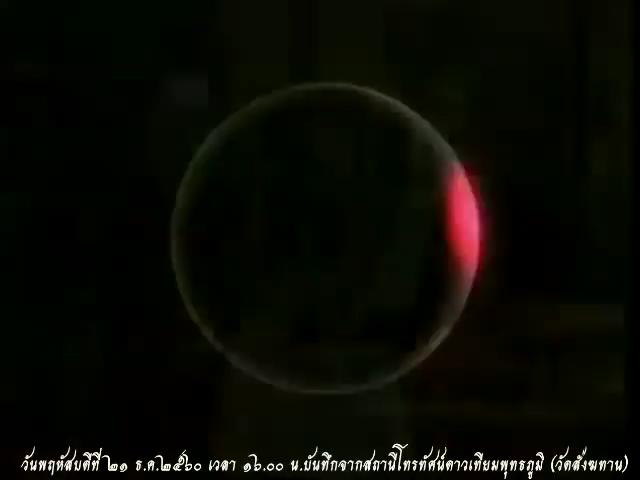 วันพฤหัสบดีที่ ๒๑ ธ.ค.๒๕๖๐ เวลา ๑๖.๐๐ น.บันทึกจากสถานีโทรทัศน์ดาวเทียมพุทธภูมิ (วัดสังฆทาน)